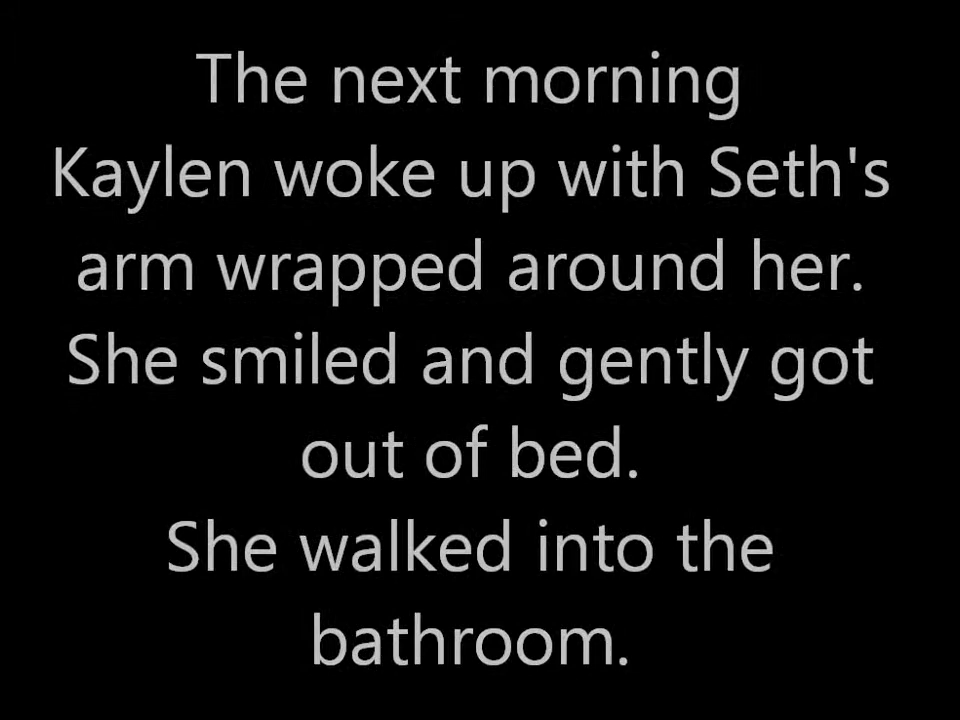 The next morning
Kaylen woke up with Seth's
arm wrapped around her.
She smiled and gently got
out of bed.
She walked into the
bathroom.